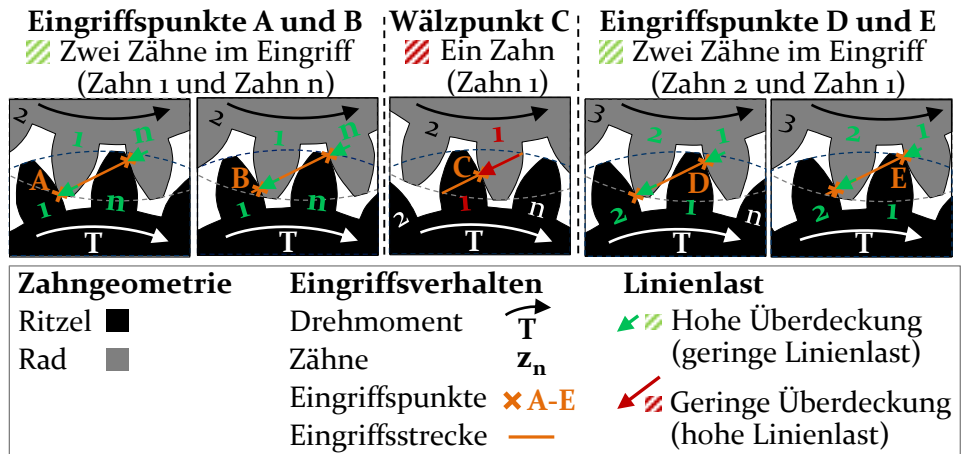 Eingriffspunkte A und B
Zwei Zähne im Eingriff
(Zahn 1 und Zahn n)
Wälzpunkt C
Ein Zahn
(Zahn 1)
Eingriffspunkte D und E
Zwei Zähne im Eingriff
(Zahn 2 und Zahn 1)
2 1 n
A
1 n
T
2 1 n
B
1 n
T
2 1
C
2 1 n
T
3 2 1
D
2 1 n
T
3 2 1
E
2 1
T
Zahngeometrie
Ritzel
Rad
Eingriffsverhalten
Drehmoment T
Zähne zn
Eingriffspunkte A-E
Eingriffsstrecke
Linienlast
Hohe Überdeckung
(geringe Linienlast)
Geringe Überdeckung
(hohe Linienlast)